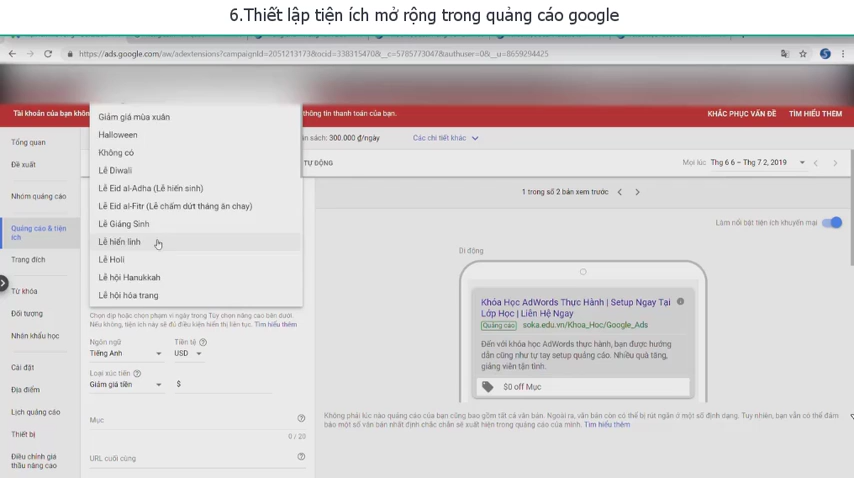 6.Thiết lập tiện ích mở rộng trong quảng cáo google
https://ads.google.com/aw/adextensions?campaignId=2051213173&ocid=338315470&__c=5785773047&authuser=0&__u=8659294425
Tài khoản của bạn khôn
thông tin thanh toán của bạn.
KHẮC PHỤC VẤN ĐỀ
TÌM HIỂU THÊM
ân sách: 300.000 ₫/ngày
Các chi tiết khác
TỰ ĐỘNG
Mọi lúc
Thg 6 6 – Thg 7 2, 2019
Tổng quan
Đề xuất
Nhóm quảng cáo
Quảng cáo & tiện
ích
Trang đích
Từ khóa
Đối tượng
Nhân khẩu học
Cài đặt
Địa điểm
Lịch quảng cáo
Thiết bị
Điều chỉnh giá
thầu nâng cao
Giảm giá mùa xuân
Halloween
Không có
Lễ Diwali
Lễ Eid al-Adha (Lễ hiến sinh)
Lễ Eid al-Fitr (Lễ chấm dứt tháng ăn chay)
Lễ Giáng Sinh
Lễ hiển linh
Lễ Holi
Lễ hội Hanukkah
Lễ hội hóa trang
Chọn dịp hoặc chọn phạm vi ngày trong Tùy chọn nâng cao bên dưới.
Nếu không, tiện ích này sẽ đủ điều kiện hiển thị liên tục. Tìm hiểu thêm
Ngôn ngữ
Tiếng Anh
Tiền tệ
USD
Loại xúc tiến
Giảm giá tiền
$
Mục
0 / 20
URL cuối cùng
1 trong số 2 bản xem trước
Làm nổi bật tiện ích khuyến mại
Di động
Khóa Học AdWords Thực Hành | Setup Ngay Tại
Lớp Học | Liên Hệ Ngay
Quảng cáo soka.edu.vn/Khoa_Hoc/Google_Ads
Đến với khóa học AdWords thực hành, bạn được hướng
dẫn cũng như tự tay setup quảng cáo. Nhiều quà tăng,
giảng viên tận tình.
$0 off Mục
Không phải lúc nào quảng cáo của bạn cũng bao gồm tất cả văn bản. Ngoài ra, văn bản còn có thể bị rút ngắn ở một số định dạng. Tuy nhiên, bạn vẫn có thể đảm
bảo một số văn bản nhất định chắc chắn sẽ xuất hiện trong quảng cáo của mình. Tìm hiểu thêm